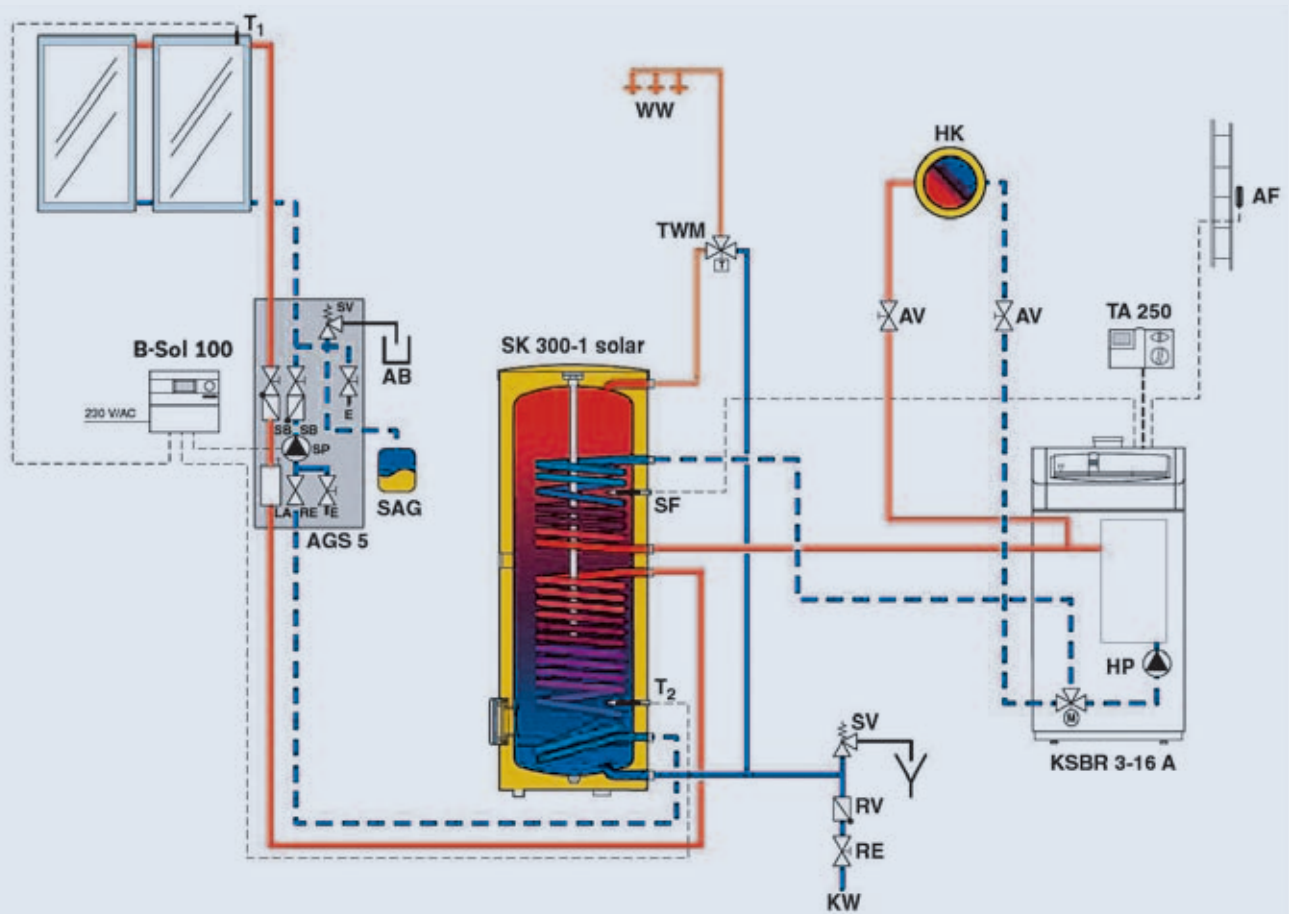 T1
WW
HK
AF
TWM
AV
AV
TA 250
SV
B-Sol 100
AB
SK 300-1 solar
230 V/AC
E
SB
SB
SP
SAG
SF
LA
RE
E
AGS 5
HP
T2
M
SV
KSBR 3-16 A
RV
RE
KW
T